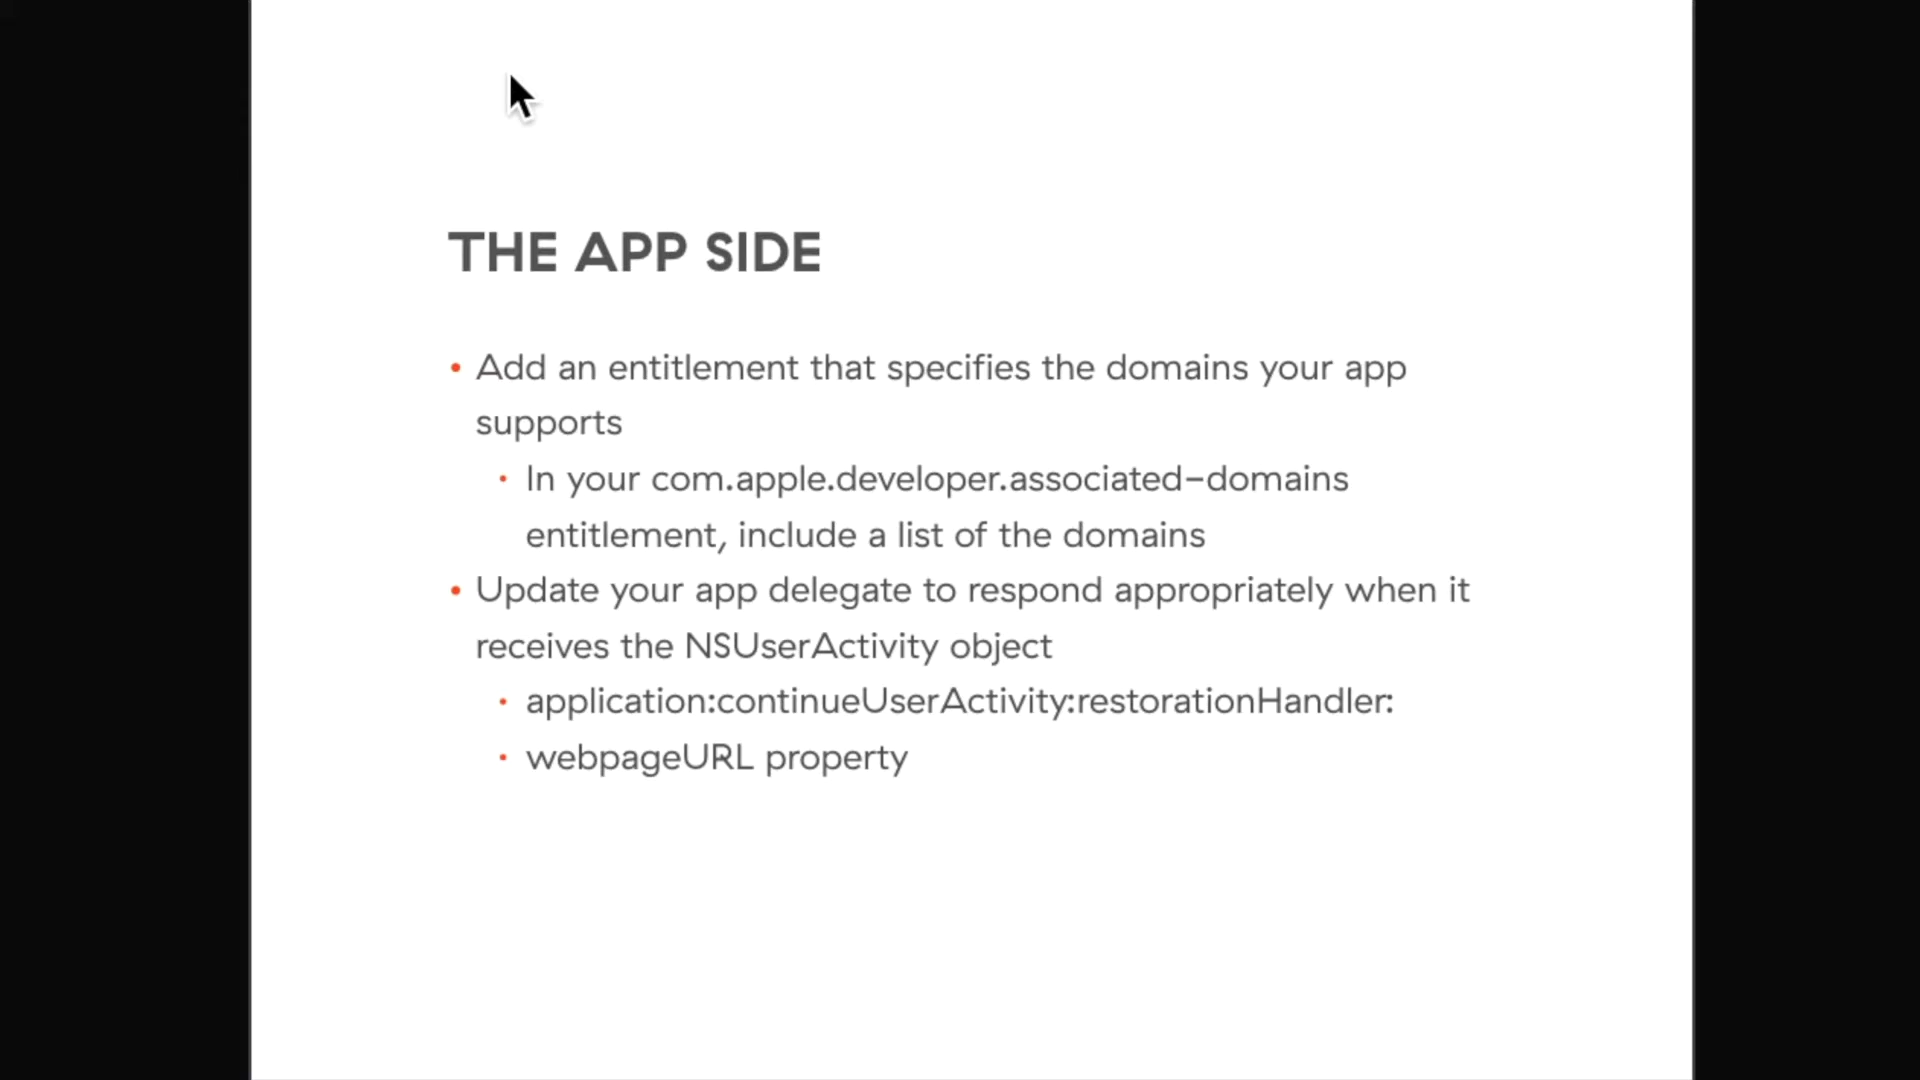 THE APP SIDE
• Add an entitlement that specifies the domains your app
supports
• In your com.apple.developer.associated-domains
entitlement, include a list of the domains
• Update your app delegate to respond appropriately when it
receives the NSUserActivity object
• application:continueUserActivity:restorationHandler:
• webpageURL property